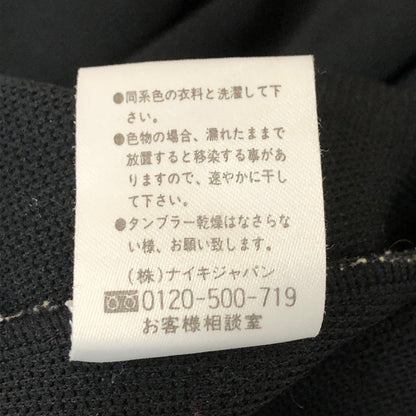 ●同系色の衣料と洗濯して下
さい。
●色物の場合、濡れたままで
放置すると移染する事があ
りますので、速やかに干し
て下さい。
●タンブラー乾燥はなさらな
い様、お願い致します。
(株)ナイキジャパン
0120-500-719
お客様相談室